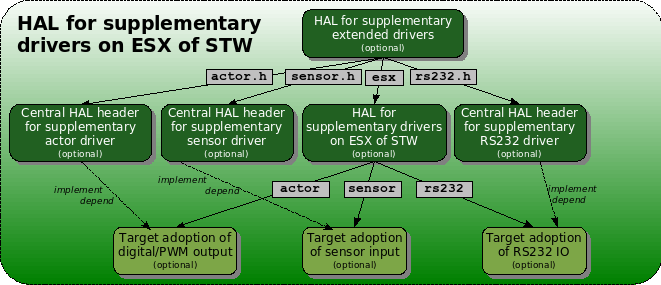 HAL for supplementary
drivers on ESX of STW
HAL for supplementary
extended drivers
(optional)
actor.h
sensor.h
esx
rs232.h
Central HAL header
for supplementary
actor driver
(optional)
Central HAL header
for supplementary
sensor driver
(optional)
HAL for
supplementary drivers
on ESX of STW
(optional)
Central HAL header
for supplementary
RS232 driver
(optional)
implement
depend
implement
depend
actor
sensor
rs232
implement
depend
Target adoption of
digital/PWM output
(optional)
Target adoption
of sensor input
(optional)
Target adoption
of RS232 IO
(optional)